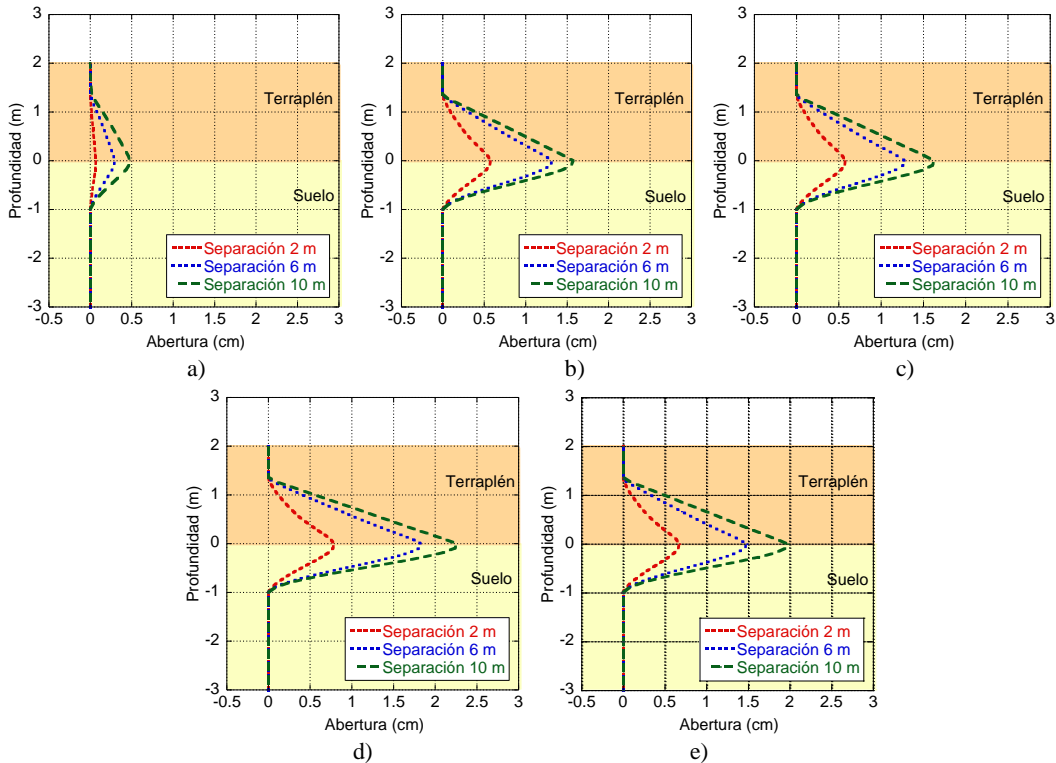 3
2
1
0
-1
-2
-3
Profundidad (m)
Terraplén
Suelo
Separación 2 m
Separación 6 m
Separación 10 m
-0.5 0 0.5 1 1.5 2 2.5 3
Abertura (cm)
a)
3
2
1
0
-1
-2
-3
Profundidad (m)
Terraplén
Suelo
Separación 2 m
Separación 6 m
Separación 10 m
-0.5 0 0.5 1 1.5 2 2.5 3
Abertura (cm)
b)
3
2
1
0
-1
-2
-3
Profundidad (m)
Terraplén
Suelo
Separación 2 m
Separación 6 m
Separación 10 m
-0.5 0 0.5 1 1.5 2 2.5 3
Abertura (cm)
c)
3
2
1
0
-1
-2
-3
Profundidad (m)
Terraplén
Suelo
Separación 2 m
Separación 6 m
Separación 10 m
-0.5 0 0.5 1 1.5 2 2.5 3
Abertura (cm)
d)
3
2
1
0
-1
-2
-3
Profundidad (m)
Terraplén
Suelo
Separación 2 m
Separación 6 m
Separación 10 m
-0.5 0 0.5 1 1.5 2 2.5 3
Abertura (cm)
e)